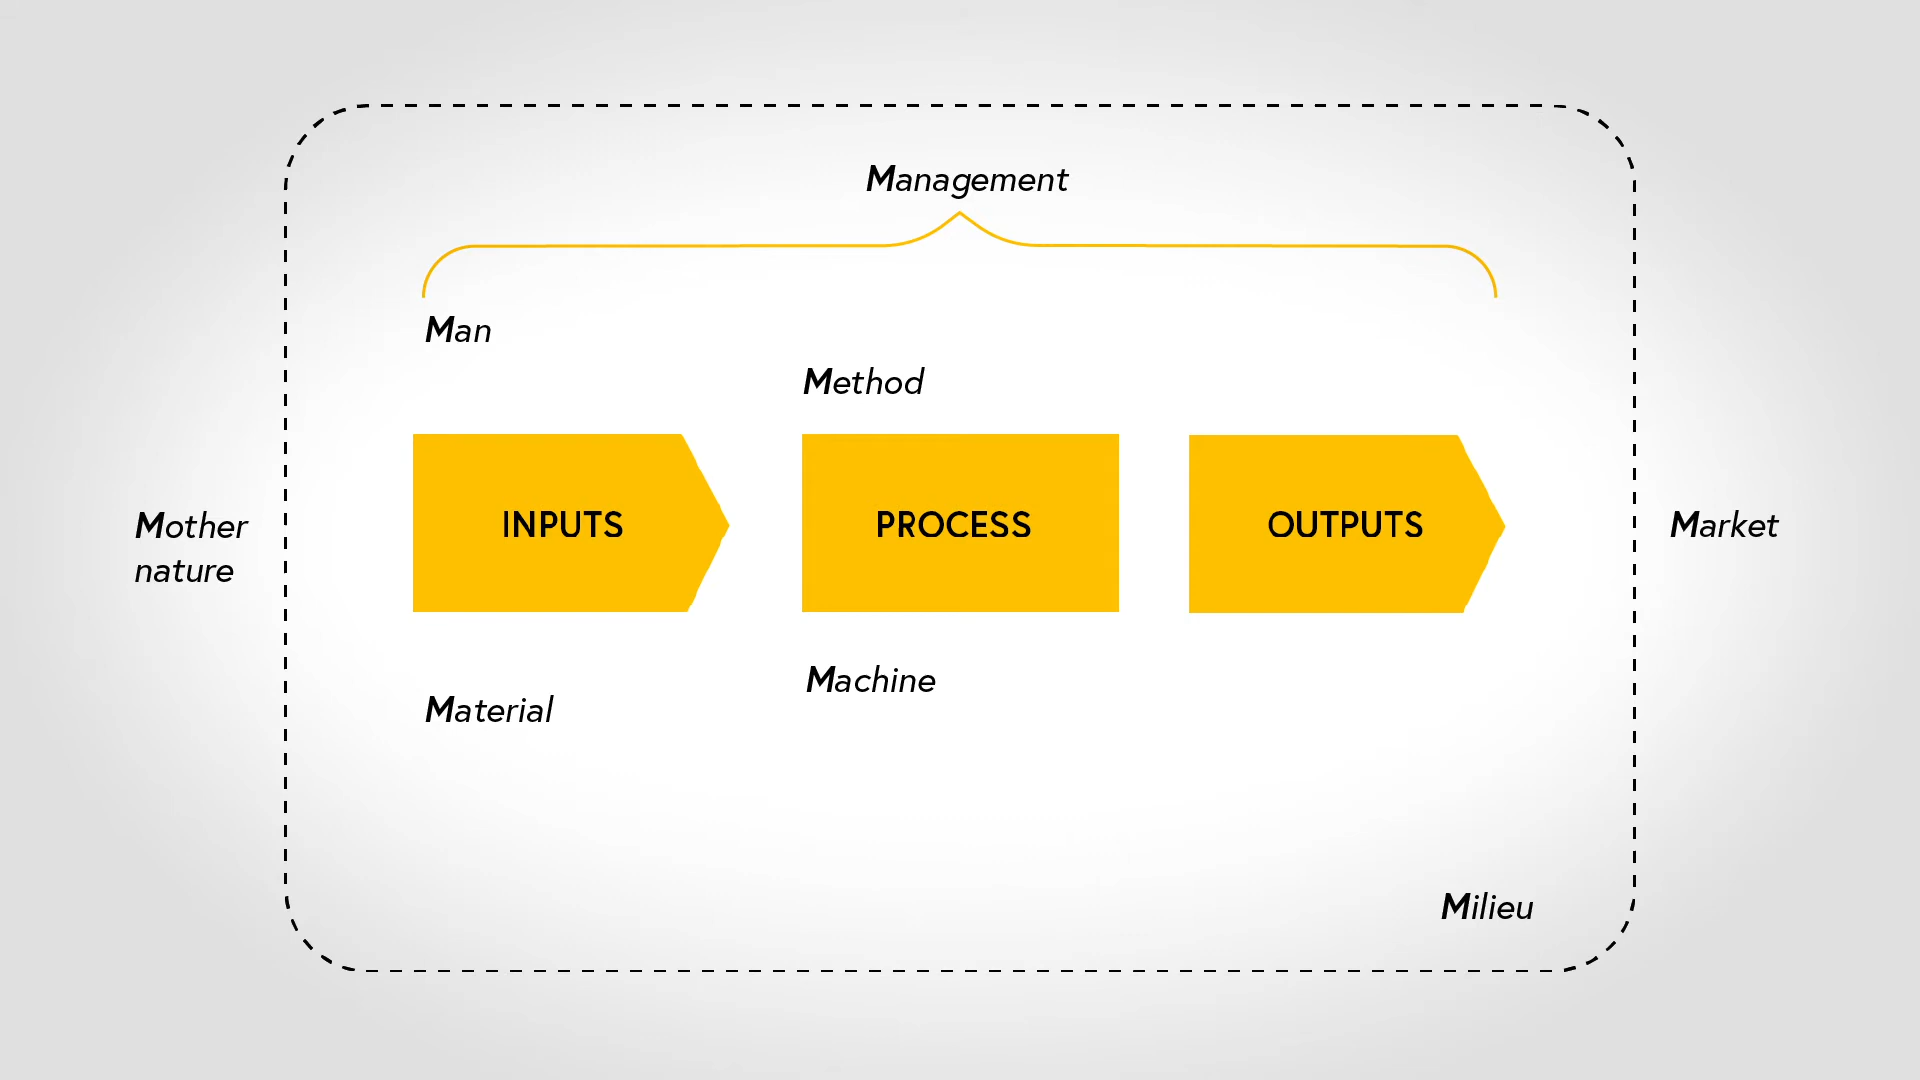 Management
Man
Method
INPUTS
PROCESS
OUTPUTS
Mother
nature
Market
Machine
Material
Milieu